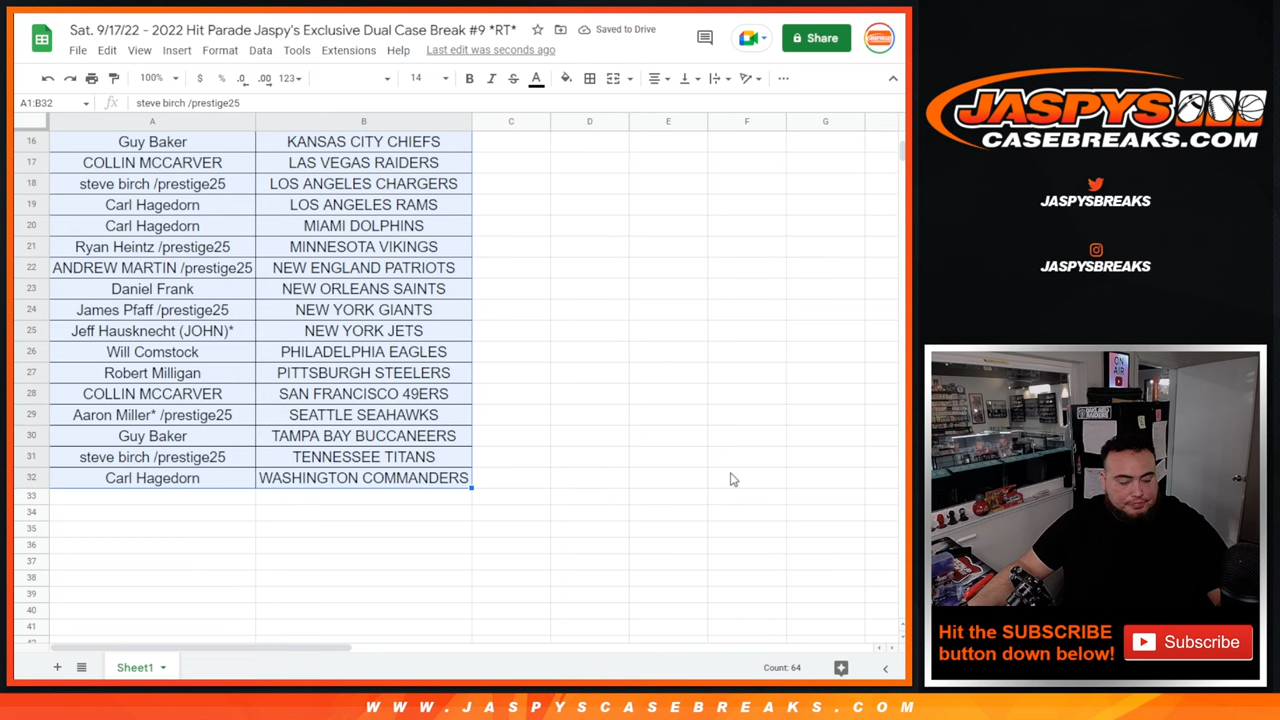 Sat. 9/17/22 - 2022 Hit Parade Jaspy's Exclusive Dual Case Break #9 *RT*
Saved to Drive
Share
File Edit View Insert Format Data Tools Extensions Help Last edit was seconds ago
100% $ % .0 .00 123 14 B I S A
A1:B32 fx steve birch /prestige25
A B C D E F G
16 Guy Baker KANSAS CITY CHIEFS
17 COLLIN MCCARVER LAS VEGAS RAIDERS
18 steve birch /prestige25 LOS ANGELES CHARGERS
19 Carl Hagedorn LOS ANGELES RAMS
20 Carl Hagedorn MIAMI DOLPHINS
21 Ryan Heintz /prestige25 MINNESOTA VIKINGS
22 ANDREW MARTIN /prestige25 NEW ENGLAND PATRIOTS
23 Daniel Frank NEW ORLEANS SAINTS
24 James Pfaff /prestige25 NEW YORK GIANTS
25 Jeff Hausknecht (JOHN)* NEW YORK JETS
26 Will Comstock PHILADELPHIA EAGLES
27 Robert Milligan PITTSBURGH STEELERS
28 COLLIN MCCARVER SAN FRANCISCO 49ERS
29 Aaron Miller* /prestige25 SEATTLE SEAHAWKS
30 Guy Baker TAMPA BAY BUCCANEERS
31 steve birch /prestige25 TENNESSEE TITANS
32 Carl Hagedorn WASHINGTON COMMANDERS
33
34
35
36
37
38
39
40
41
Sheet1
Count: 64
JASPYS
CASEBREAKS.COM
JASPYSBREAKS
JASPYSBREAKS
ON
AIR
Hit the SUBSCRIBE
button down below!
Subscribe
WWW.JASPYSCASEBREAKS.COM